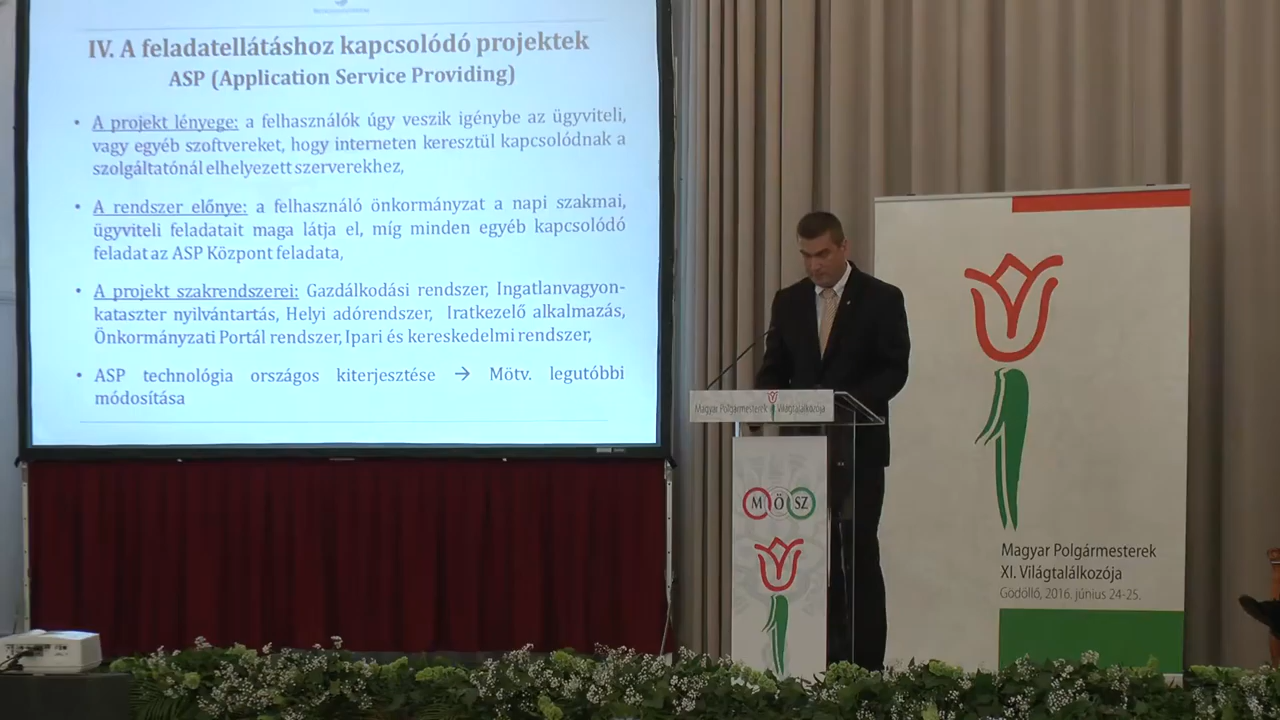 IV. A feladatellátáshoz kapcsolódó projektek
ASP (Application Service Providing)
• A projekt lényege: a felhasználók úgy veszik igénybe az ügyviteli,
vagy egyéb szoftvereket, hogy interneten keresztül kapcsolódnak a
szolgáltatónál elhelyezett szerverekhez,
• A rendszer előnye: a felhasználó önkormányzat a napi szakmai,
ügyviteli feladatait maga látja el, míg minden egyéb kapcsolódó
feladat az ASP Központ feladata,
• A projekt szakrendszerei: Gazdálkodási rendszer, Ingatlanvagyon-
kataszter nyilvántartás, Helyi adórendszer, Iratkezelő alkalmazás,
Önkormányzati Portál rendszer, Ipari és kereskedelmi rendszer,
• ASP technológia országos kiterjesztése → Mötv. legutóbbi
módosítása
Magyar Polgármesterek Világtalálkozója
M Ö SZ
Magyar Polgármesterek
XI. Világtalálkozója
Gödöllő, 2016. június 24-25.